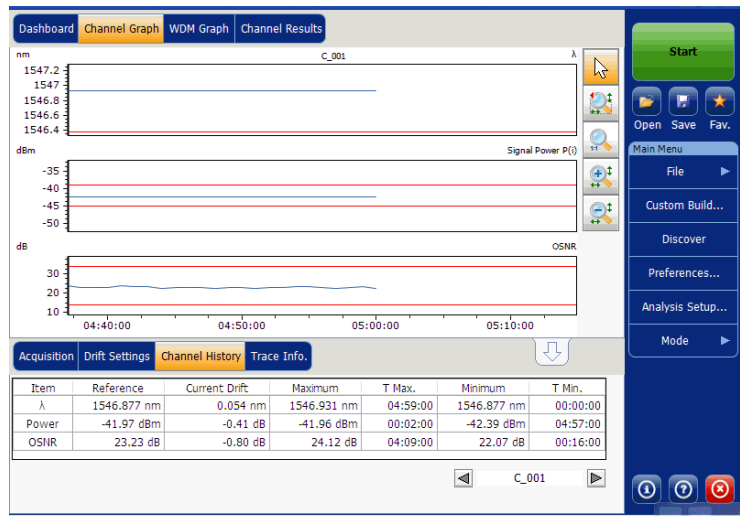 Dashboard Channel Graph WDM Graph Channel Results
nm C_001 λ
1547.2
1547
1546.8
1546.6
1546.4
dBm Signal Power P(i)
-35
-40
-45
-50
dB OSNR
30
20
10
04:40:00 04:50:00 05:00:00 05:10:00
1:1
Acquisition Drift Settings Channel History Trace Info.
Item Reference Current Drift Maximum T Max. Minimum T Min.
λ 1546.877 nm 0.054 nm 1546.931 nm 04:59:00 1546.877 nm 00:00:00
Power -41.97 dBm -0.41 dB -41.96 dBm 00:02:00 -42.39 dBm 04:57:00
OSNR 23.23 dB -0.80 dB 24.12 dB 04:09:00 22.07 dB 00:16:00
C_001
Start
Open Save Fav.
Main Menu
File
Custom Build...
Discover
Preferences...
Analysis Setup...
Mode